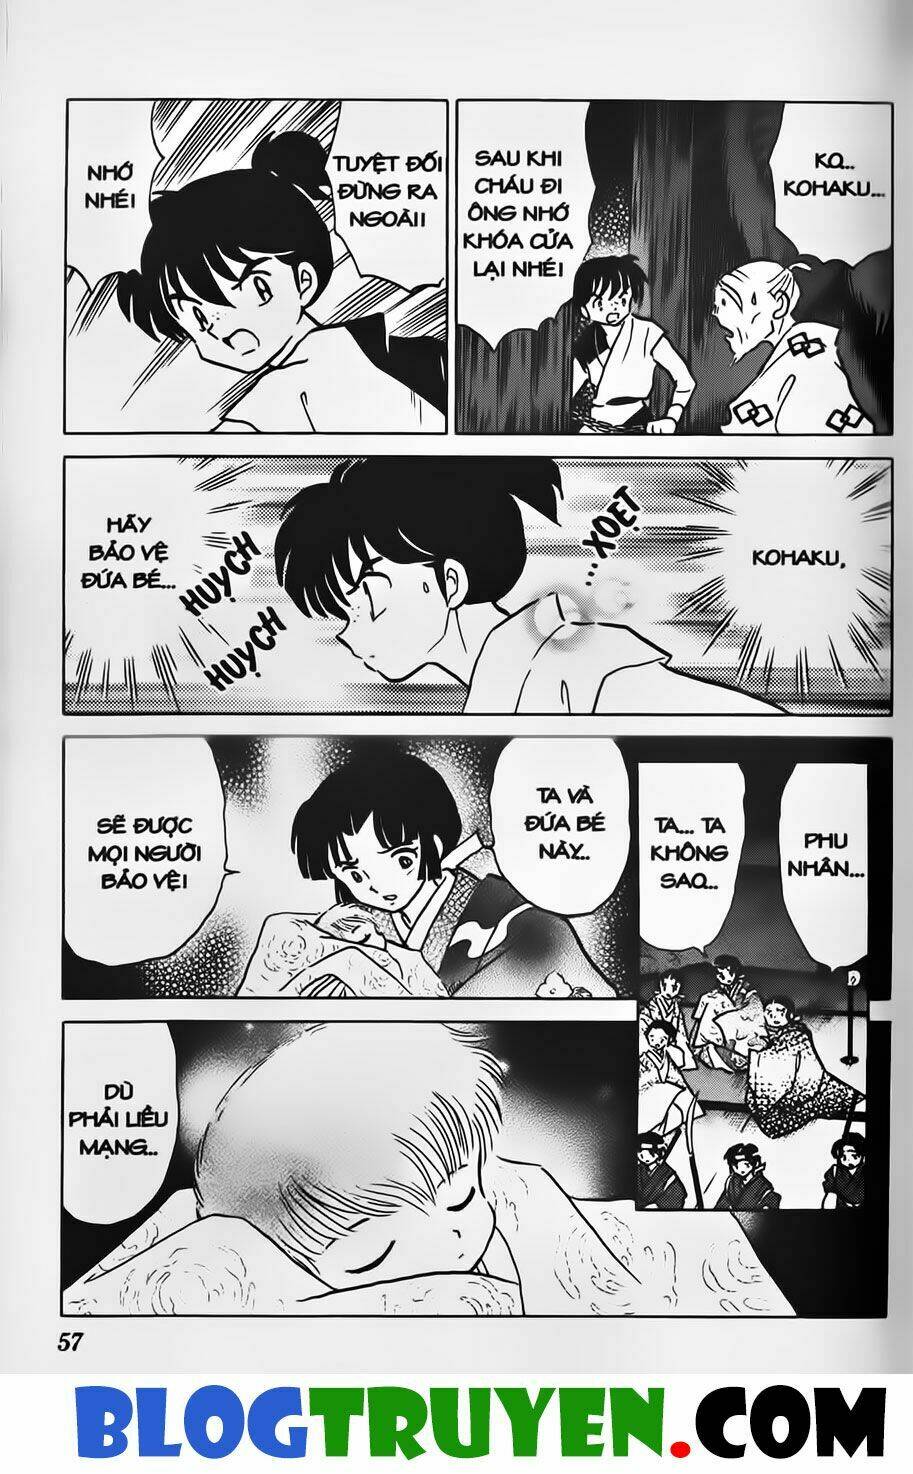 KO...
KOHAKU...
SAU KHI
CHÁU ĐI
ÔNG NHỚ
KHÓA CỬA
LẠI NHÉ!
TUYỆT ĐỐI
ĐỪNG RA
NGOÀI!
NHỚ
NHÉ!
KOHAKU,
... XOẸT
HUỴCH
HUỴCH
HÃY
BẢO VỆ
ĐỨA BÉ...
PHU
NHÂN...
TA... TA
KHÔNG
SAO...
TA VÀ
ĐỨA BÉ
NÀY...
SẼ ĐƯỢC
MỌI NGƯỜI
BẢO VỆ!
DÙ
PHẢI LIỀU
MẠNG...
57
BLOGTRUYEN.COM